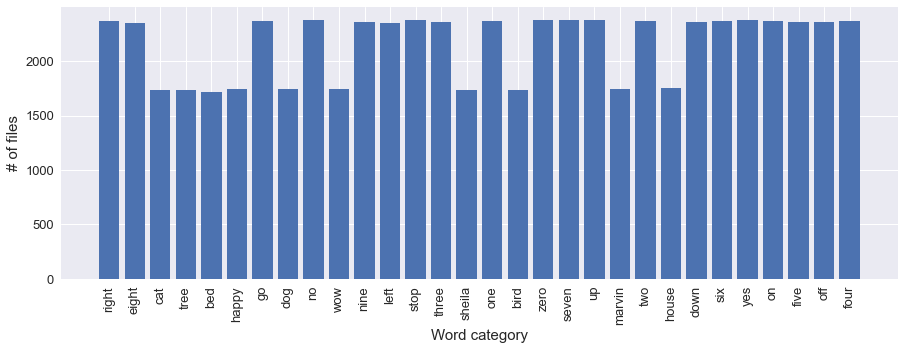 # of files
2000
1500
1000
500
0
right eight cat tree bed happy go dog no wow nine left stop three sheila one bird zero seven up marvin two house down six yes on five off four
Word category